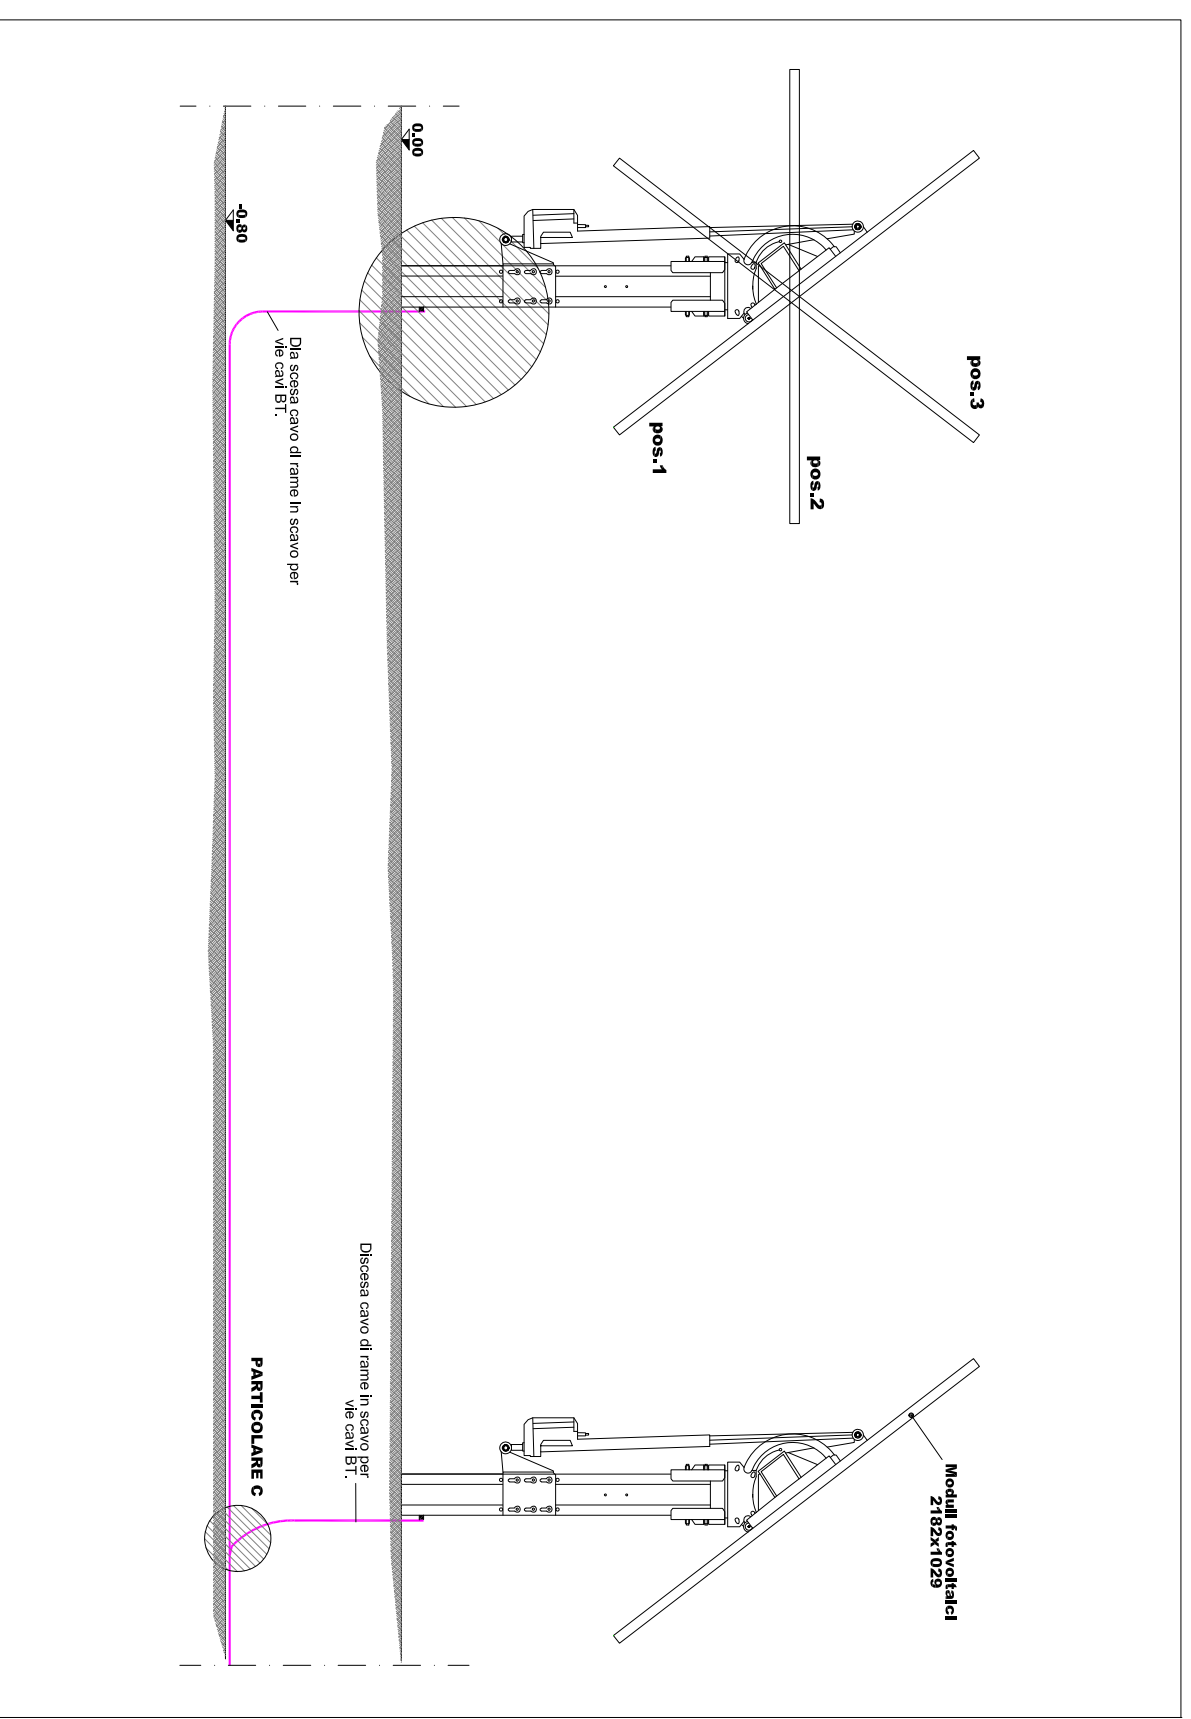 pos.3
pos.2
pos.1
0.00
-0.80
DIa scesa cavo dI rame In scavo per
vie cavi BT.
ModulI fotovoltaIcI
2182x1029
Discesa cavo di rame in scavo per
vie cavi BT.
PARTICOLARE C